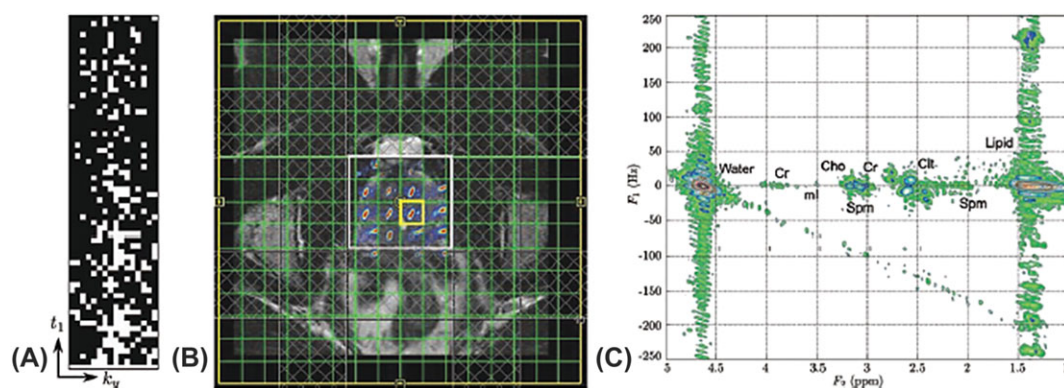 (A)
t₁
k_y
(B)
(C)
F₁ (Hz)
250
200
150
100
50
0
-50
-100
-150
-200
-250
Water
Cr
mI
Cho
Cr
Spm
Cit
Spm
Lipid
5
4.5
4
3.5
3
2.5
2
1.5
F₂ (ppm)